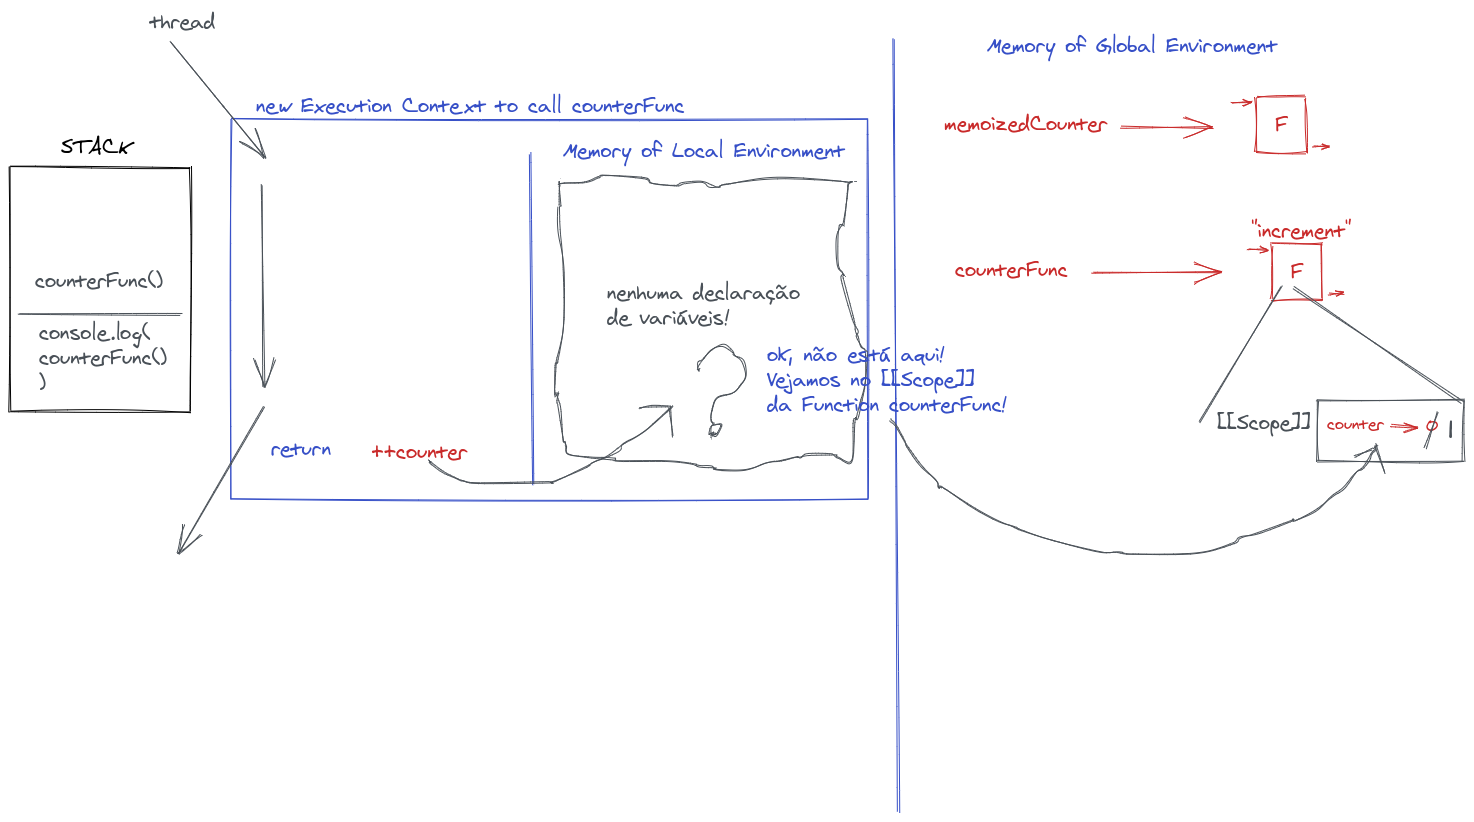 thread
Memory of Global Environment
new Execution Context to call counterFunc
memoizedCounter
F
STACK
Memory of Local Environment
"increment"
counterFunc
F
counterFunc()
nenhuma declaração
de variáveis!
console.log(
counterFunc()
)
ok, não está aqui!
Vejamos no [[Scope]]
da Function counterFunc!
[[Scope]]
counter 0 1
return ++counter